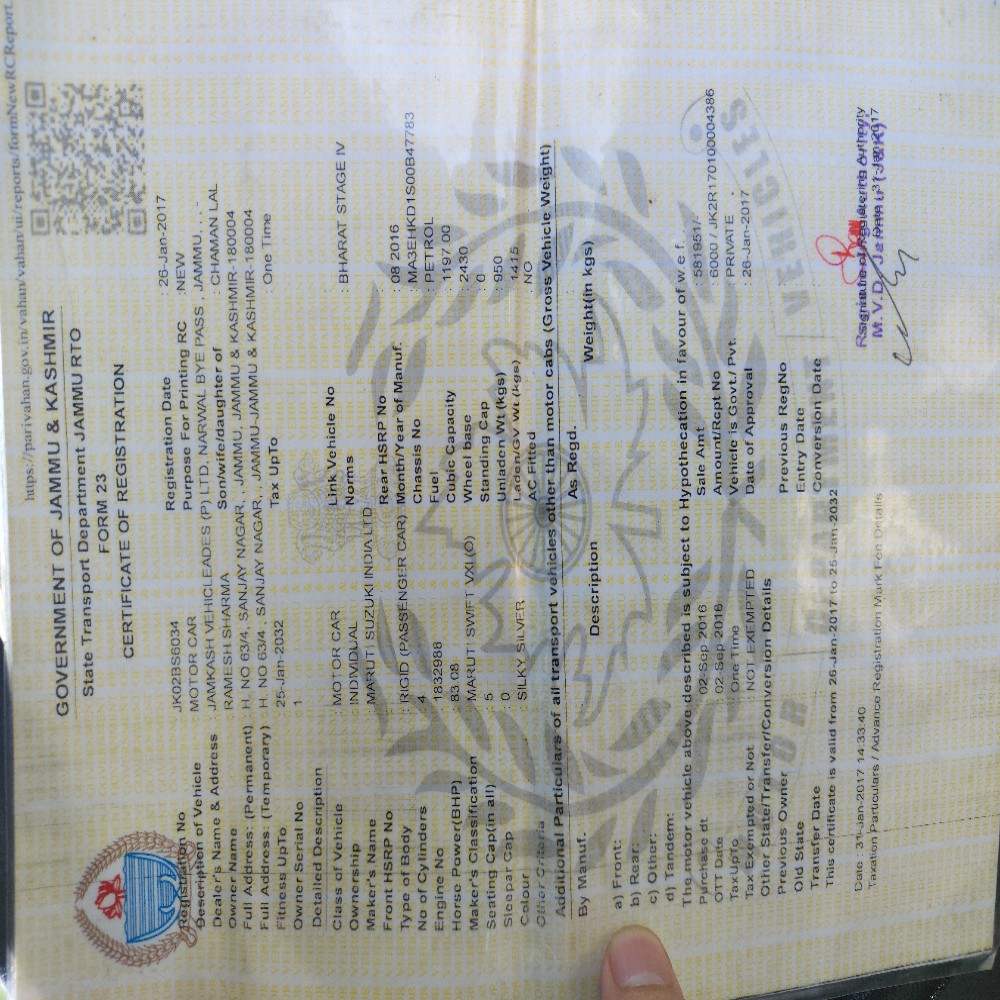 https://parivahan.gov.in/vahan/vahan/ui/reports/formNewRCReport.
GOVERNMENT OF JAMMU & KASHMIR
State Transport Department JAMMU RTO
FORM 23
CERTIFICATE OF REGISTRATION
Registration No JK02BS6034 Registration Date 26-Jan-2017
Description of Vehicle MOTOR CAR Purpose For Printing RC : NEW
Dealer's Name & Address : JAMKASH VEHICLEADES (P) LTD, NARWAL BYE PASS , JAMMU, , , -
Owner Name : RAMESH SHARMA Son/wife/daughter of : CHAMAN LAL
Full Address: (Permanent) : H. NO 63/4, SANJAY NAGAR, , JAMMU, JAMMU & KASHMIR-180004
Full Address: (Temporary) : H. NO 63/4 , SANJAY NAGAR, , JAMMU-JAMMU & KASHMIR-180004
Fitness UpTo : 25-Jan-2032 Tax UpTo : One Time
Owner Serial No : 1
Detailed Description
Class of Vehicle : MOTOR CAR Link Vehicle No
Ownership : INDIVIDUAL Norms : BHARAT STAGE IV
Maker's Name : MARUTI SUZUKI INDIA LTD
Front HSRP No Rear HSRP No
Type of Body : RIGID (PASSENGER CAR) Month/Year of Manuf. : 08 2016
No of Cylinders : 4 Chassis No : MA3EHKD1S00B47783
Engine No : 1832988 Fuel : PETROL
Horse Power(BHP) : 83.08 Cubic Capacity : 1197.00
Maker's Classification : MARUTI SWIFT VXI (O) Wheel base : 2430
Seating Cap(in all) : 5 Standing Cap : 0
Sleepar Cap : 0 Unladen Wt (kgs) : 950
Colour : SILKY SILVER Laden/GV Wt (kgs) : 1415
Other Criteria AC Fitted : NO
Additional Particulars of all transport vehicles other than motor cabs (Gross Vehicle Weight)
By Manuf. As Regd.
Description Weight(in kgs)
a) Front:
b) Rear:
c) Other:
d) Tandem:
The motor vehicle above described is subject to Hypothecation in favour of w.e.f.
Purchase dt : 02-Sep-2016 Sale Amt : 581951/-
OTT Date : 02-Sep-2016 Amount/Rcpt No : 6000 / JK2R170100004386
TaxUpTo : One Time Vehicle is Govt./ Pvt. : PRIVATE
Tax Exempted or Not : NOT EXEMPTED Date of Approval : 26-Jan-2017
Other State/Transfer/Conversion Details
Previous Owner Previous RegNo
Old State Entry Date
Transfer Date Conversion Date
This certificate is valid from 26-Jan-2017 to 25-Jan-2032
Date : 31-Jan-2017 14:33:40
Taxation Particulars / Advance Registration Mark Fee Details
Registering Authority
M.V.D. Jammu (J&K)
Date : 31-Jan-2017
MOTOR VEHICLES
DEPARTMENT